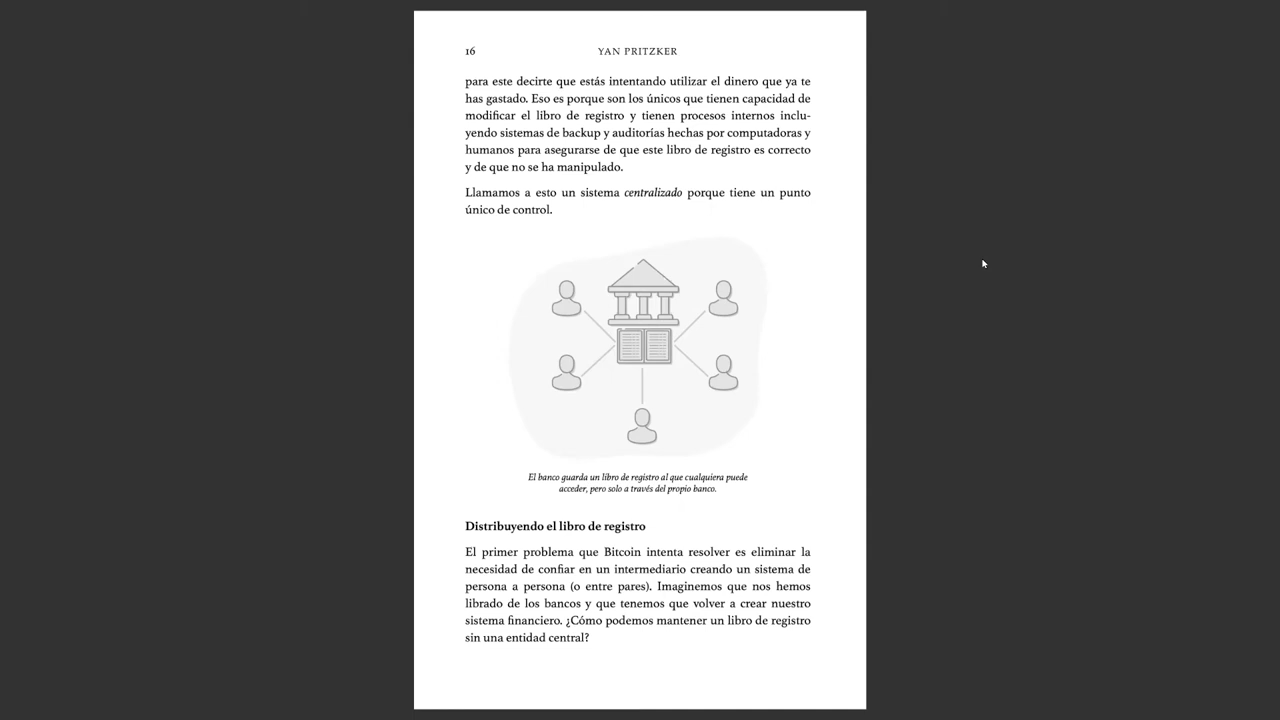 16
YAN PRITZKER
para este decirte que estás intentando utilizar el dinero que ya te
has gastado. Eso es porque son los únicos que tienen capacidad de
modificar el libro de registro y tienen procesos internos inclu-
yendo sistemas de backup y auditorías hechas por computadoras y
humanos para asegurarse de que este libro de registro es correcto
y de que no se ha manipulado.
Llamamos a esto un sistema centralizado porque tiene un punto
único de control.
El banco guarda un libro de registro al que cualquiera puede
acceder, pero solo a través del propio banco.
Distribuyendo el libro de registro
El primer problema que Bitcoin intenta resolver es eliminar la
necesidad de confiar en un intermediario creando un sistema de
persona a persona (o entre pares). Imaginemos que nos hemos
librado de los bancos y que tenemos que volver a crear nuestro
sistema financiero. ¿Cómo podemos mantener un libro de registro
sin una entidad central?